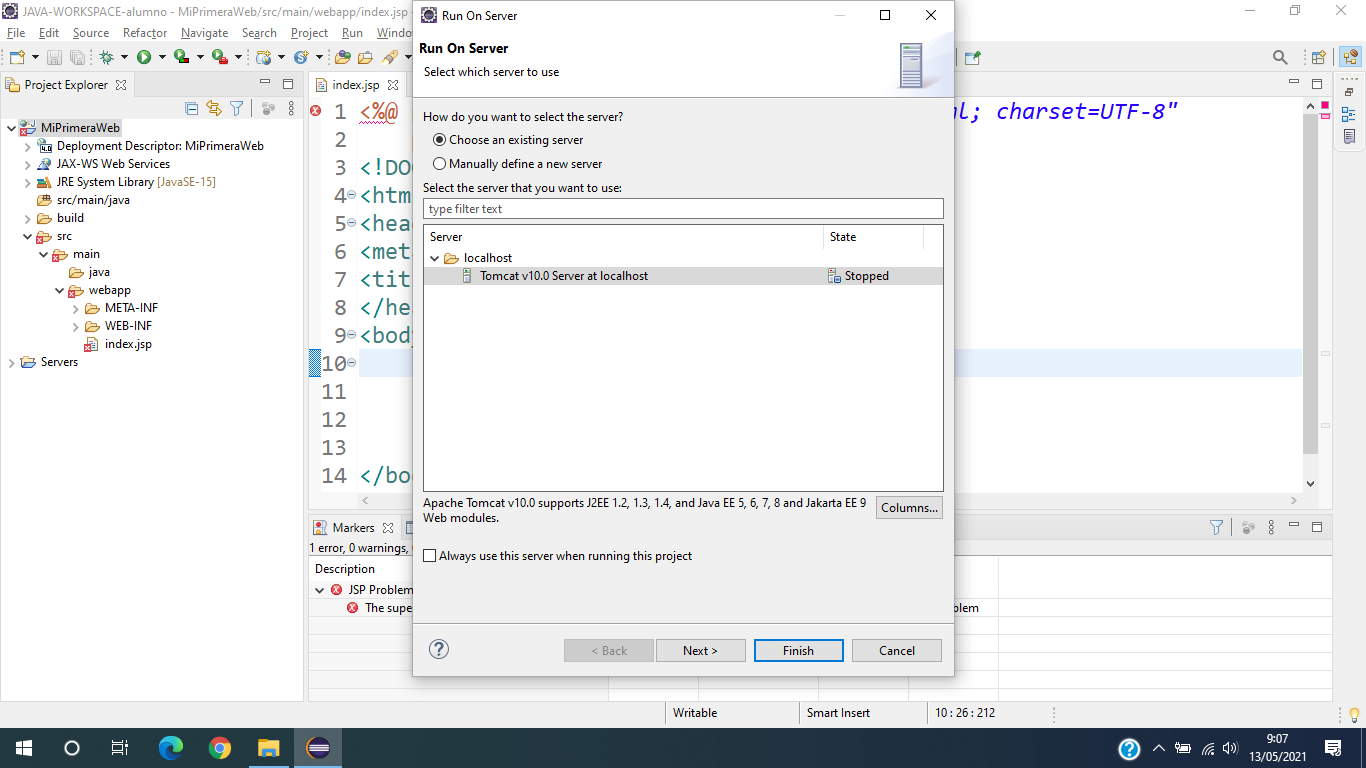 JAVA-WORKSPACE-alumno - MiPrimeraWeb/src/main/webapp/index.jsp -
File Edit Source Refactor Navigate Search Project Run Windo
Project Explorer
MiPrimeraWeb
Deployment Descriptor: MiPrimeraWeb
JAX-WS Web Services
JRE System Library [JavaSE-15]
src/main/java
build
src
main
java
webapp
META-INF
WEB-INF
index.jsp
Servers
index.jsp
1 <%@ l; charset=UTF-8"
2
3 <!DO
4 <htm
5 <hea
6 <met
7 <tit
8 </he
9 <bod
10
11
12
13
14 </bo
Run On Server
Run On Server
Select which server to use
How do you want to select the server?
Choose an existing server
Manually define a new server
Select the server that you want to use:
type filter text
Server State
localhost
Tomcat v10.0 Server at localhost Stopped
Apache Tomcat v10.0 supports J2EE 1.2, 1.3, 1.4, and Java EE 5, 6, 7, 8 and Jakarta EE 9
Web modules.
Columns...
Always use this server when running this project
< Back Next > Finish Cancel
Markers
1 error, 0 warnings,
Description
JSP Problem
The supe blem
Writable Smart Insert 10 : 26 : 212
9:07
13/05/2021